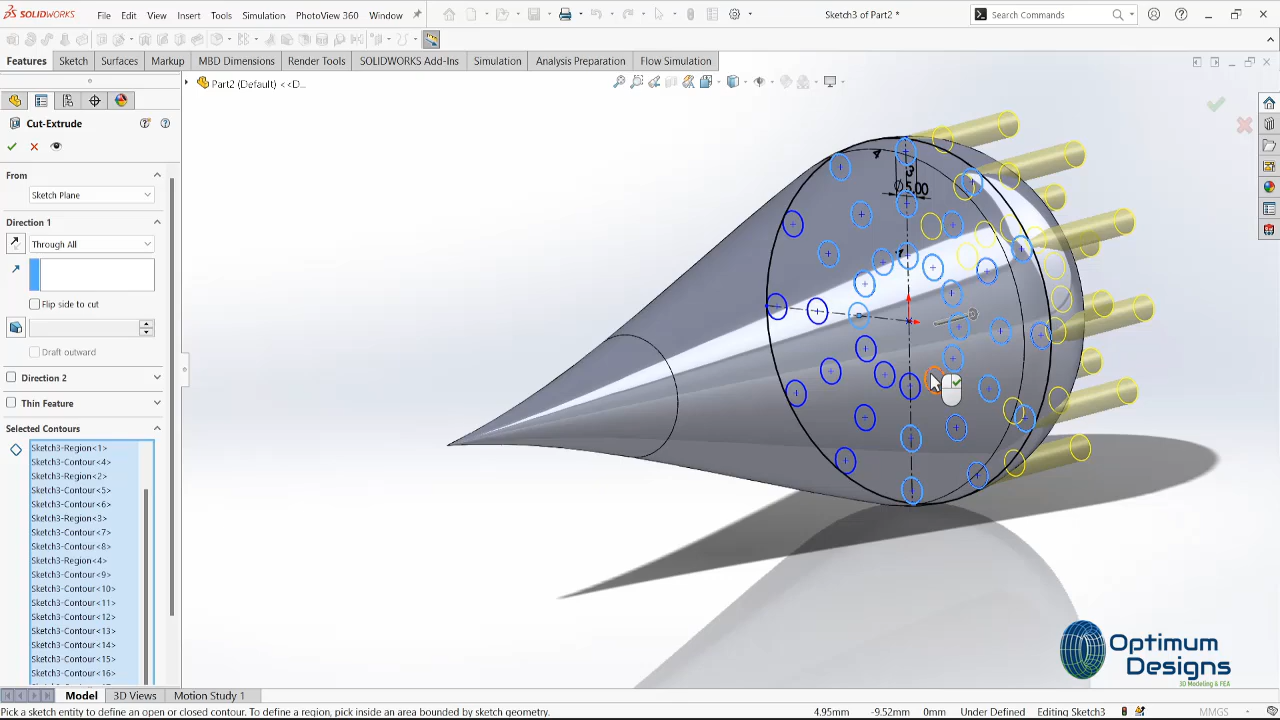 SOLIDWORKS
File Edit View Insert Tools Simulation PhotoView 360 Window
Sketch3 of Part2 *
Search Commands
Features Sketch Surfaces Markup MBD Dimensions Render Tools SOLIDWORKS Add-Ins Simulation Analysis Preparation Flow Simulation
Part2 (Default) <<D...
Cut-Extrude
From
Sketch Plane
Direction 1
Through All
Flip side to cut
Draft outward
Direction 2
Thin Feature
Selected Contours
Sketch3-Region<1>
Sketch3-Contour<4>
Sketch3-Region<2>
Sketch3-Contour<5>
Sketch3-Contour<6>
Sketch3-Region<3>
Sketch3-Contour<7>
Sketch3-Contour<8>
Sketch3-Region<4>
Sketch3-Contour<9>
Sketch3-Contour<10>
Sketch3-Contour<11>
Sketch3-Contour<12>
Sketch3-Contour<13>
Sketch3-Contour<14>
Sketch3-Contour<15>
Sketch3-Contour<16>
4
3
Optimum
Designs
3D Modeling & FEA
Model 3D Views Motion Study 1
Pick a sketch entity to define an open or closed contour. To define a region, pick inside an area bounded by sketch geometry.
4.95mm -9.52mm 0mm Under Defined Editing Sketch3 MMGS